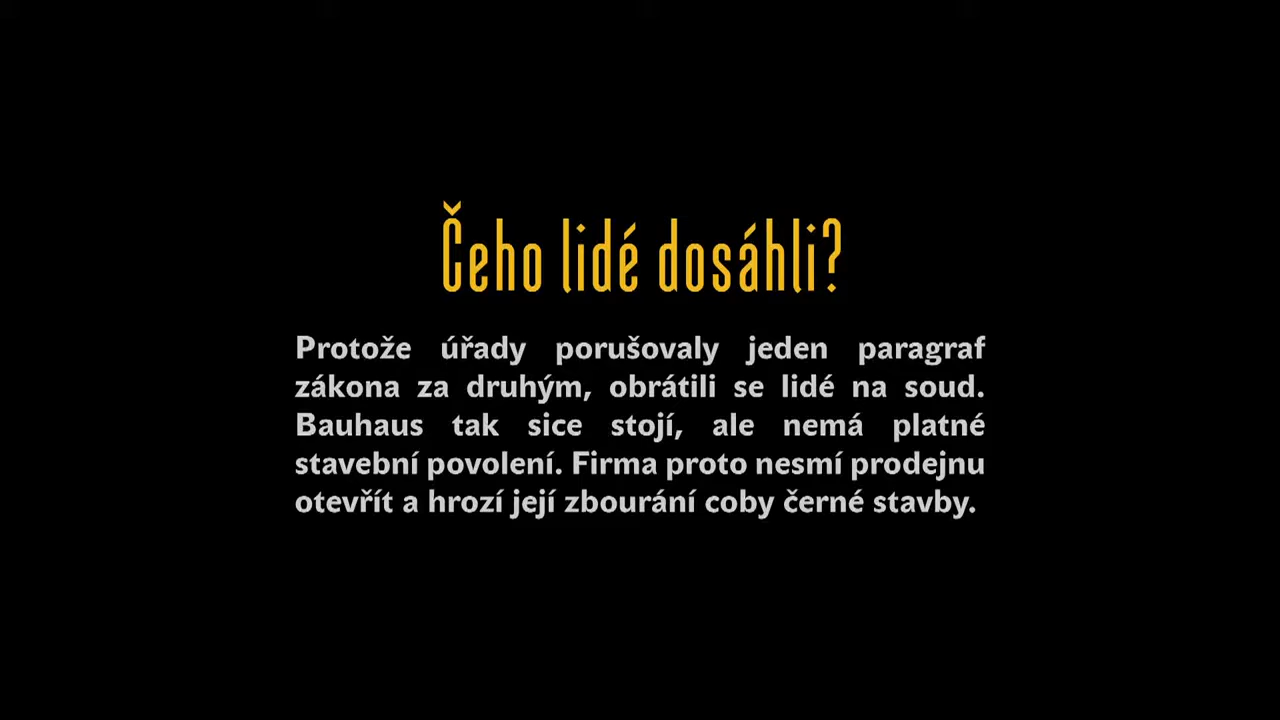 Čeho lidé dosáhli?
Protože úřady porušovaly jeden paragraf
zákona za druhým, obrátili se lidé na soud.
Bauhaus tak sice stojí, ale nemá platné
stavební povolení. Firma proto nesmí prodejnu
otevřít a hrozí její zbourání coby černé stavby.